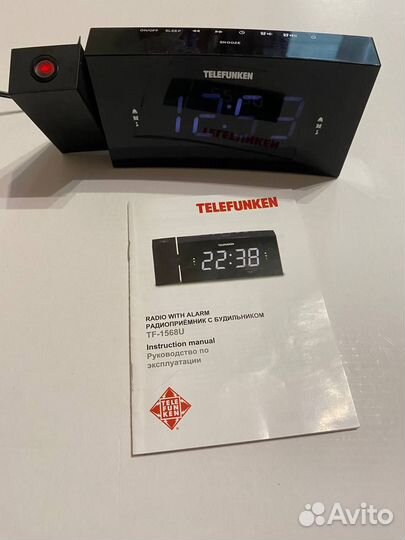 ON/OFF SLEEP
SNOOZE
TELEFUNKEN
TELEFUNKEN
TELEFUNKEN
22:38
RADIO WITH ALARM
РАДИОПРИЁМНИК С БУДИЛЬНИКОМ
TF-1568U
Instruction manual
Руководство по
эксплуатации
TELE
FUN
KEN
Avito